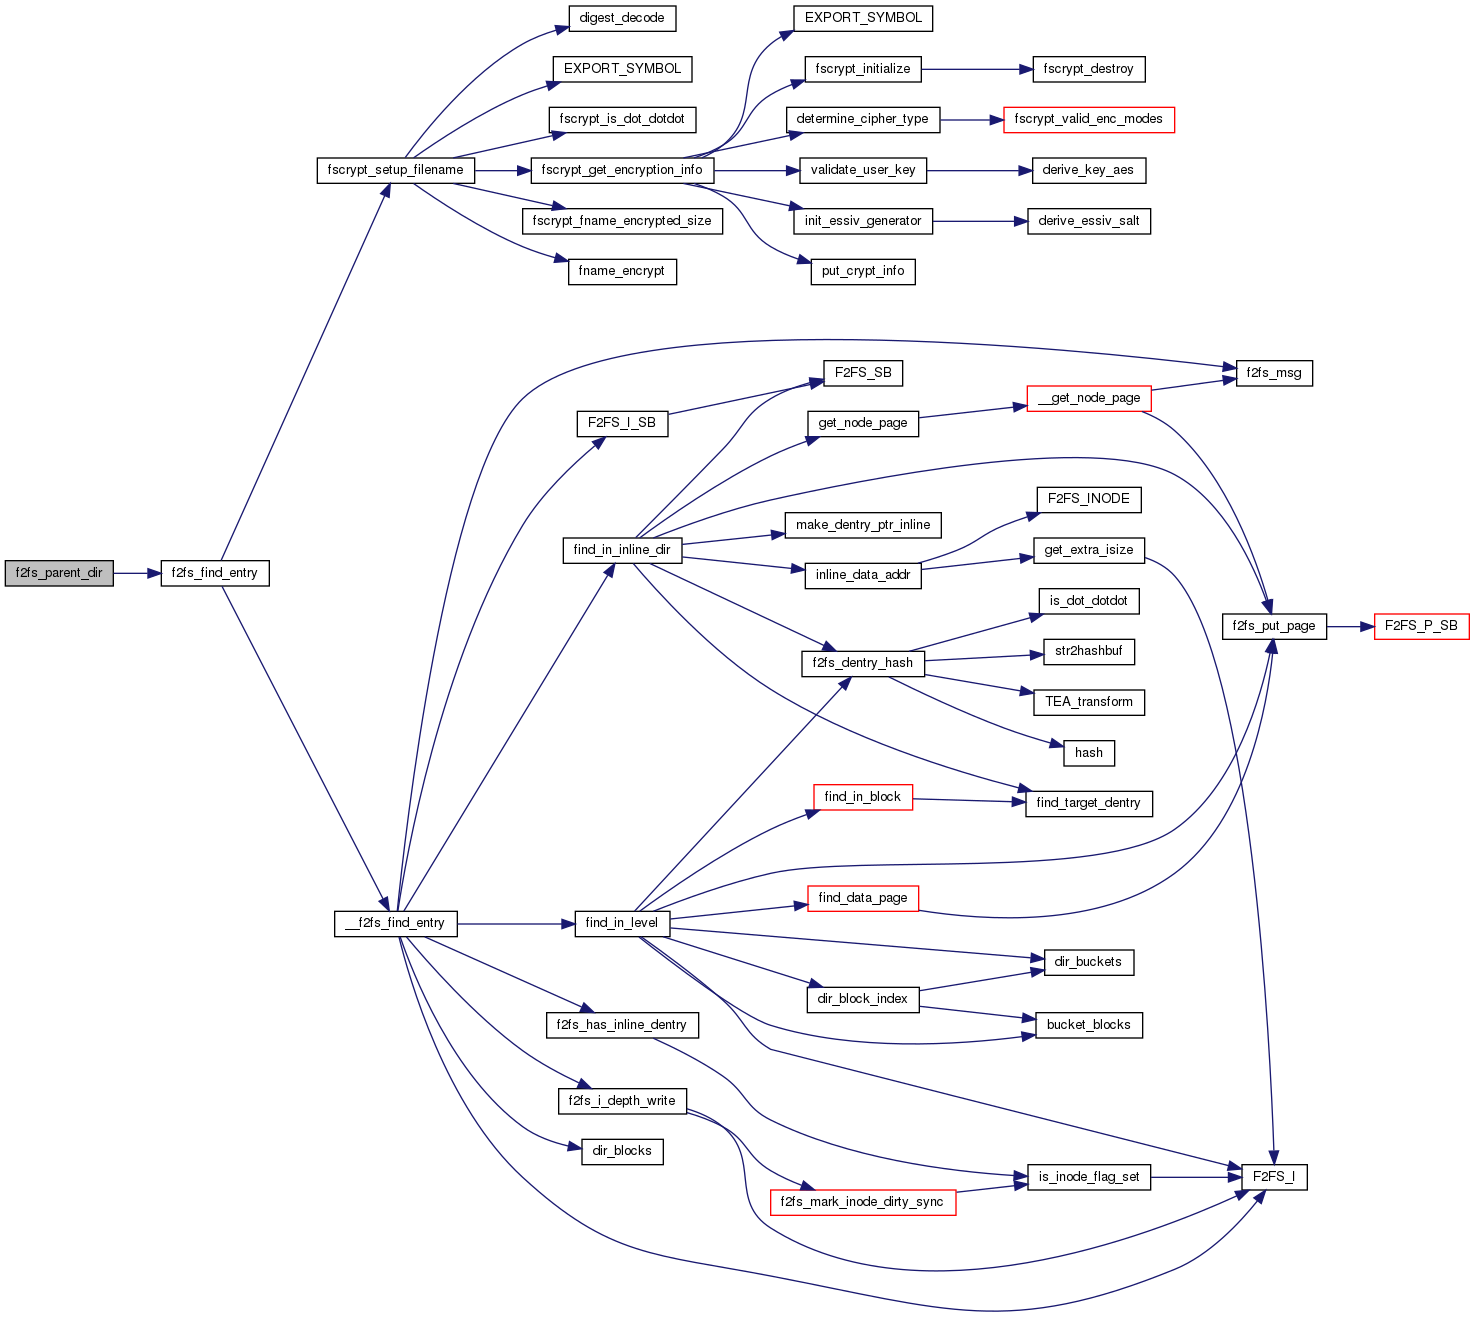 digest_decode
EXPORT_SYMBOL
EXPORT_SYMBOL
fscrypt_initialize
fscrypt_destroy
fscrypt_is_dot_dotdot
determine_cipher_type
fscrypt_valid_enc_modes
fscrypt_setup_filename
fscrypt_get_encryption_info
validate_user_key
derive_key_aes
fscrypt_fname_encrypted_size
init_essiv_generator
derive_essiv_salt
fname_encrypt
put_crypt_info
F2FS_SB
f2fs_msg
__get_node_page
F2FS_I_SB
get_node_page
F2FS_INODE
make_dentry_ptr_inline
find_in_inline_dir
get_extra_isize
f2fs_parent_dir
f2fs_find_entry
inline_data_addr
is_dot_dotdot
f2fs_put_page
F2FS_P_SB
f2fs_dentry_hash
str2hashbuf
TEA_transform
hash
find_in_block
find_target_dentry
find_data_page
__f2fs_find_entry
find_in_level
dir_buckets
dir_block_index
f2fs_has_inline_dentry
bucket_blocks
f2fs_i_depth_write
dir_blocks
is_inode_flag_set
F2FS_I
f2fs_mark_inode_dirty_sync